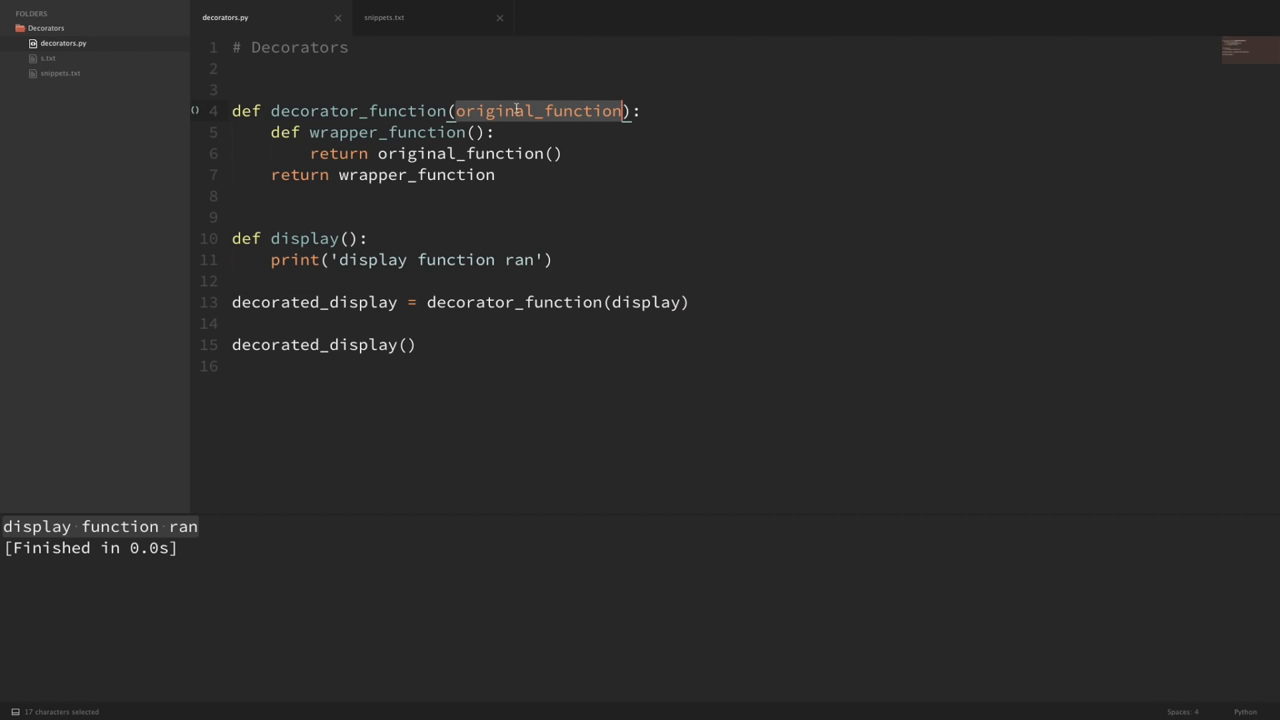 FOLDERS
Decorators
decorators.py
s.txt
snippets.txt
decorators.py
snippets.txt
1 # Decorators
2
3
4 def decorator_function(original_function):
5     def wrapper_function():
6         return original_function()
7     return wrapper_function
8
9
10 def display():
11     print('display function ran')
12
13 decorated_display = decorator_function(display)
14
15 decorated_display()
16
display function ran
[Finished in 0.0s]
17 characters selected
Spaces: 4
Python